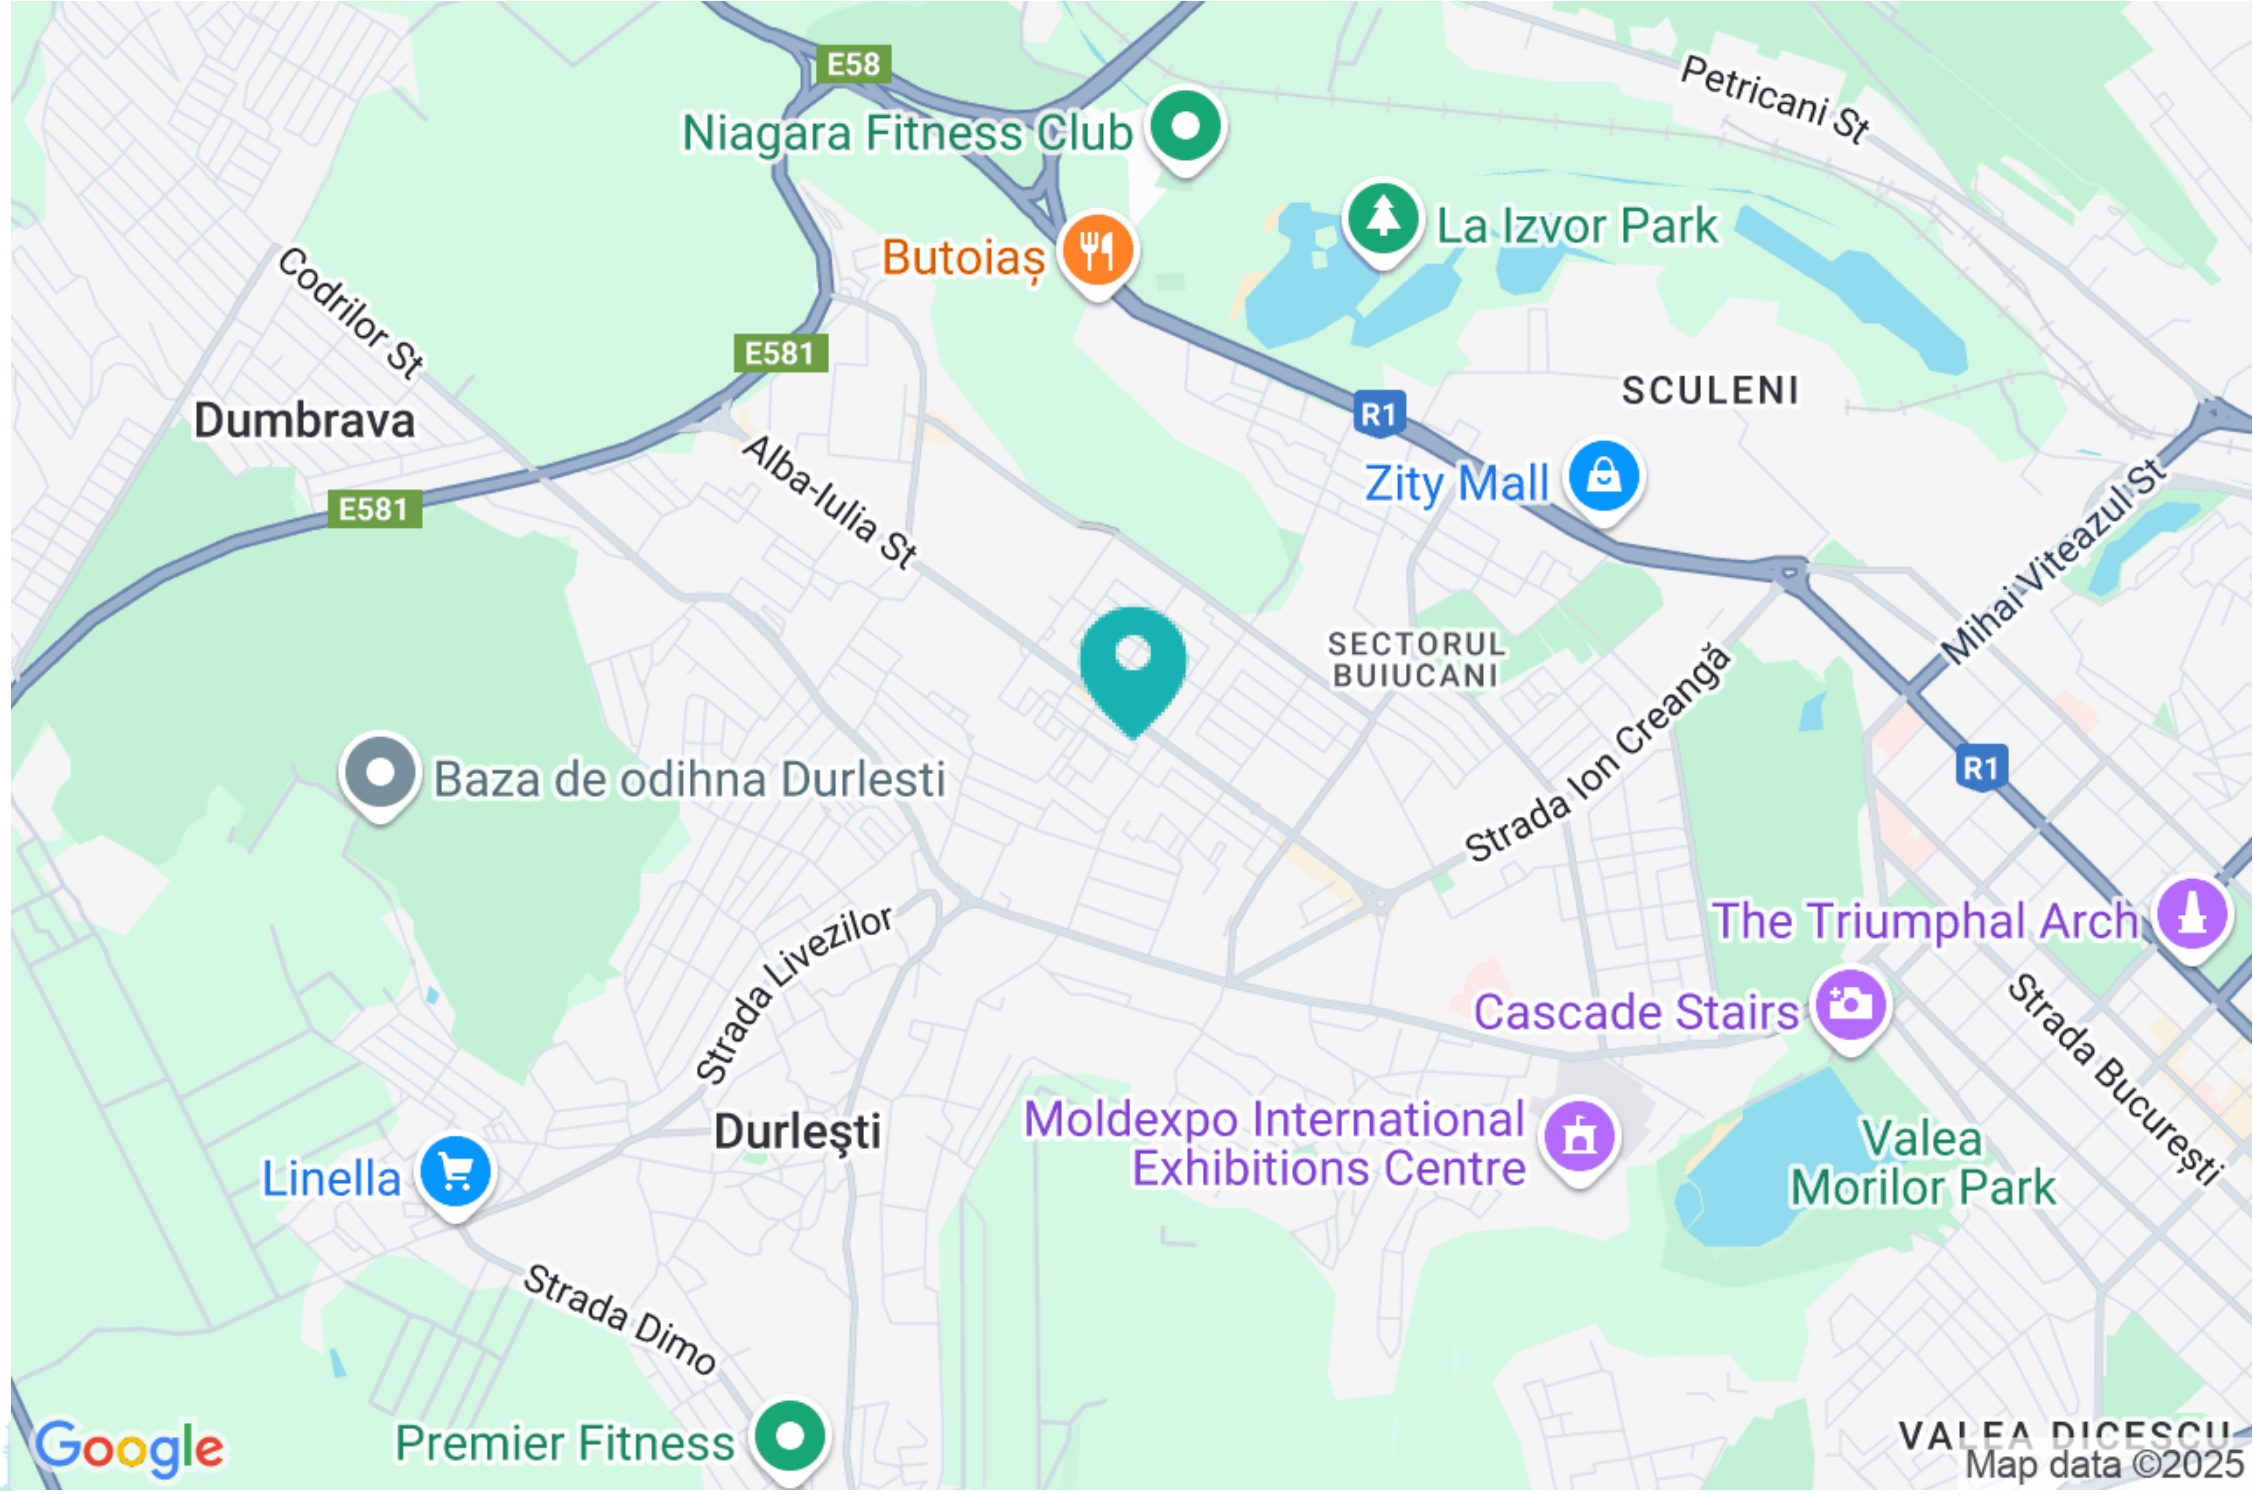 E58
Petricani St
Niagara Fitness Club
La Izvor Park
Butoiaș
Codrilor St
E581
SCULENI
R1
Dumbrava
Alba-Iulia St
Zity Mall
E581
Mihai Viteazul St
SECTORUL
BUIUCANI
Strada Ion Creangă
R1
Baza de odihna Durlesti
The Triumphal Arch
Strada Livezilor
Cascade Stairs
Strada București
Durleşti
Moldexpo International
Exhibitions Centre
Valea
Morilor Park
Linella
Strada Dimo
Premier Fitness
VALEA DICESCU
Google
Map data ©2025